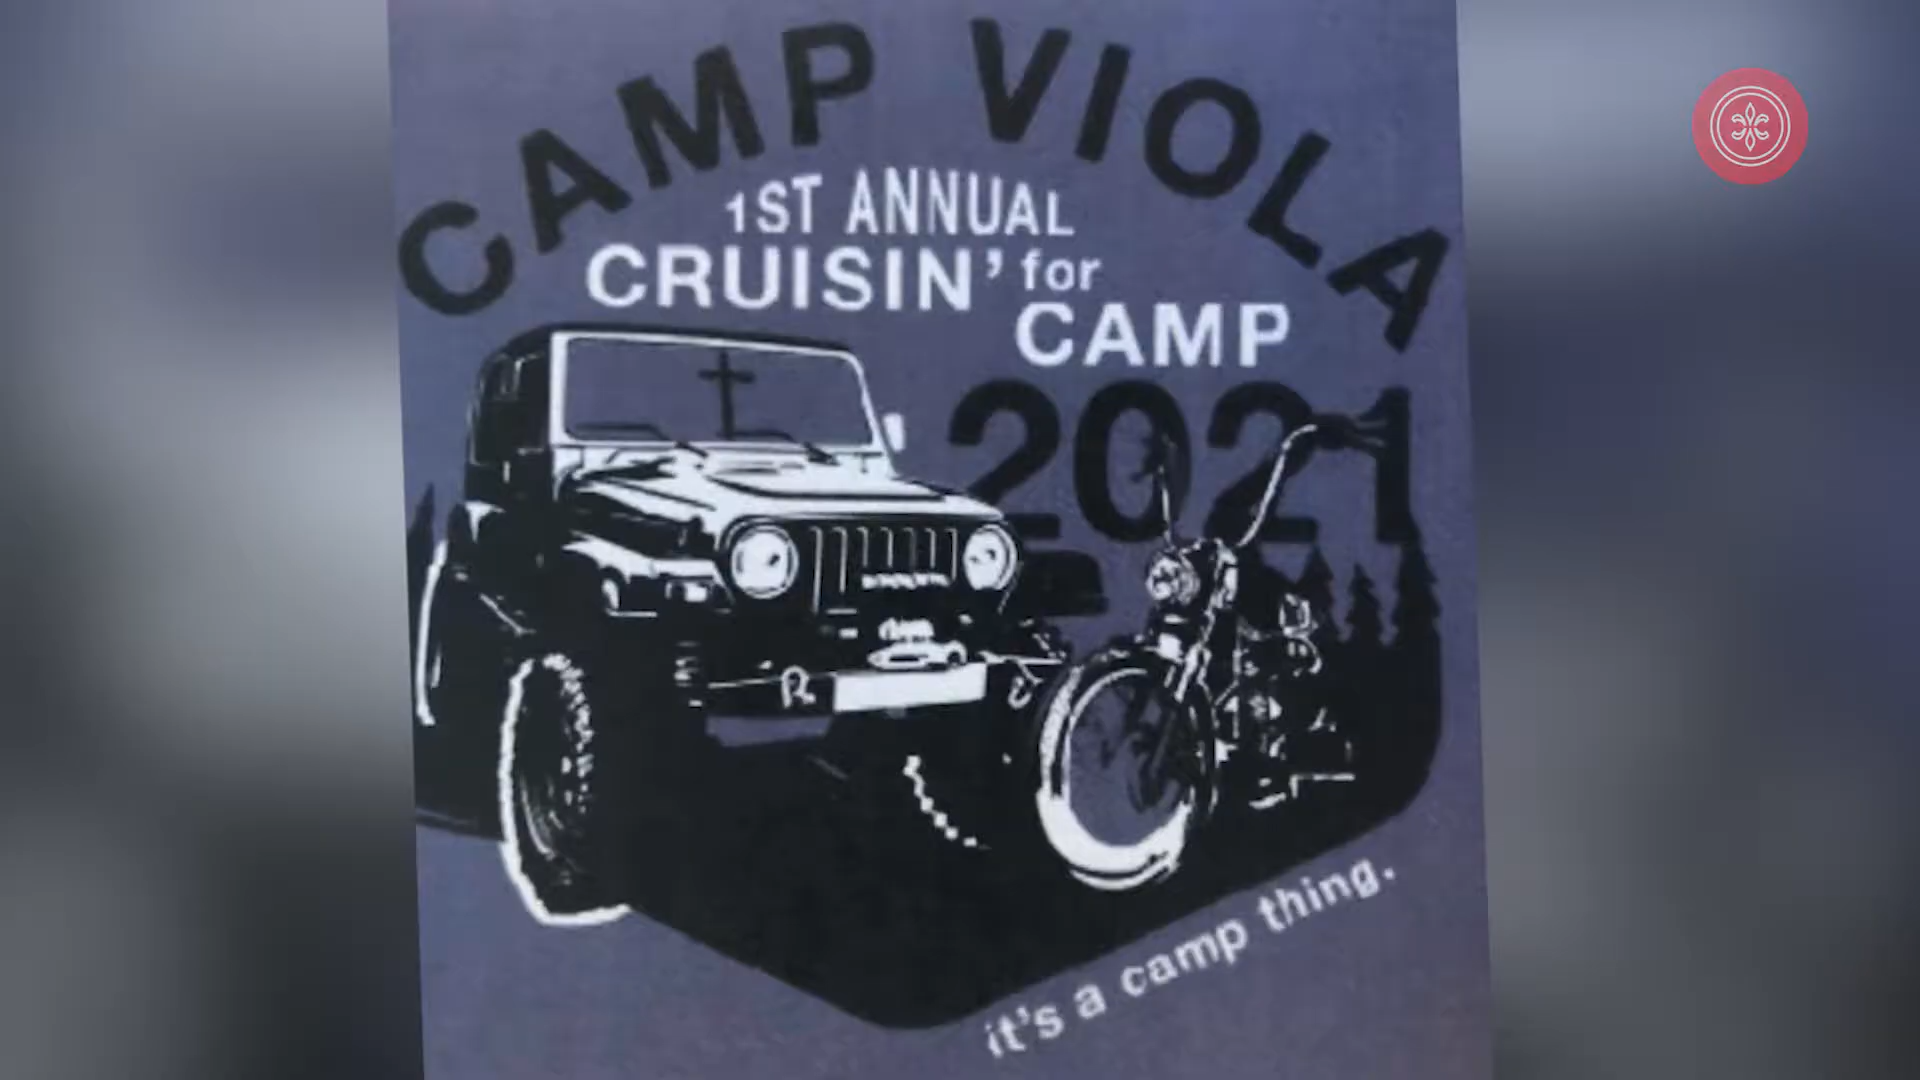 CAMP VIOLA
1ST ANNUAL
CRUISIN' for
CAMP
2021
it's a camp thing.